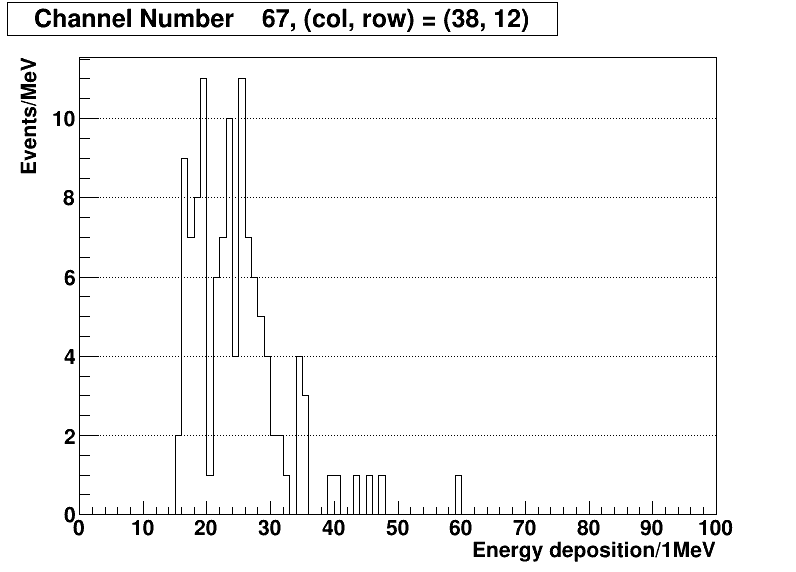 Channel Number 67, (col, row) = (38, 12)
Events/MeV
10
8
6
4
2
0
0 10 20 30 40 50 60 70 80 90 100
Energy deposition/1MeV